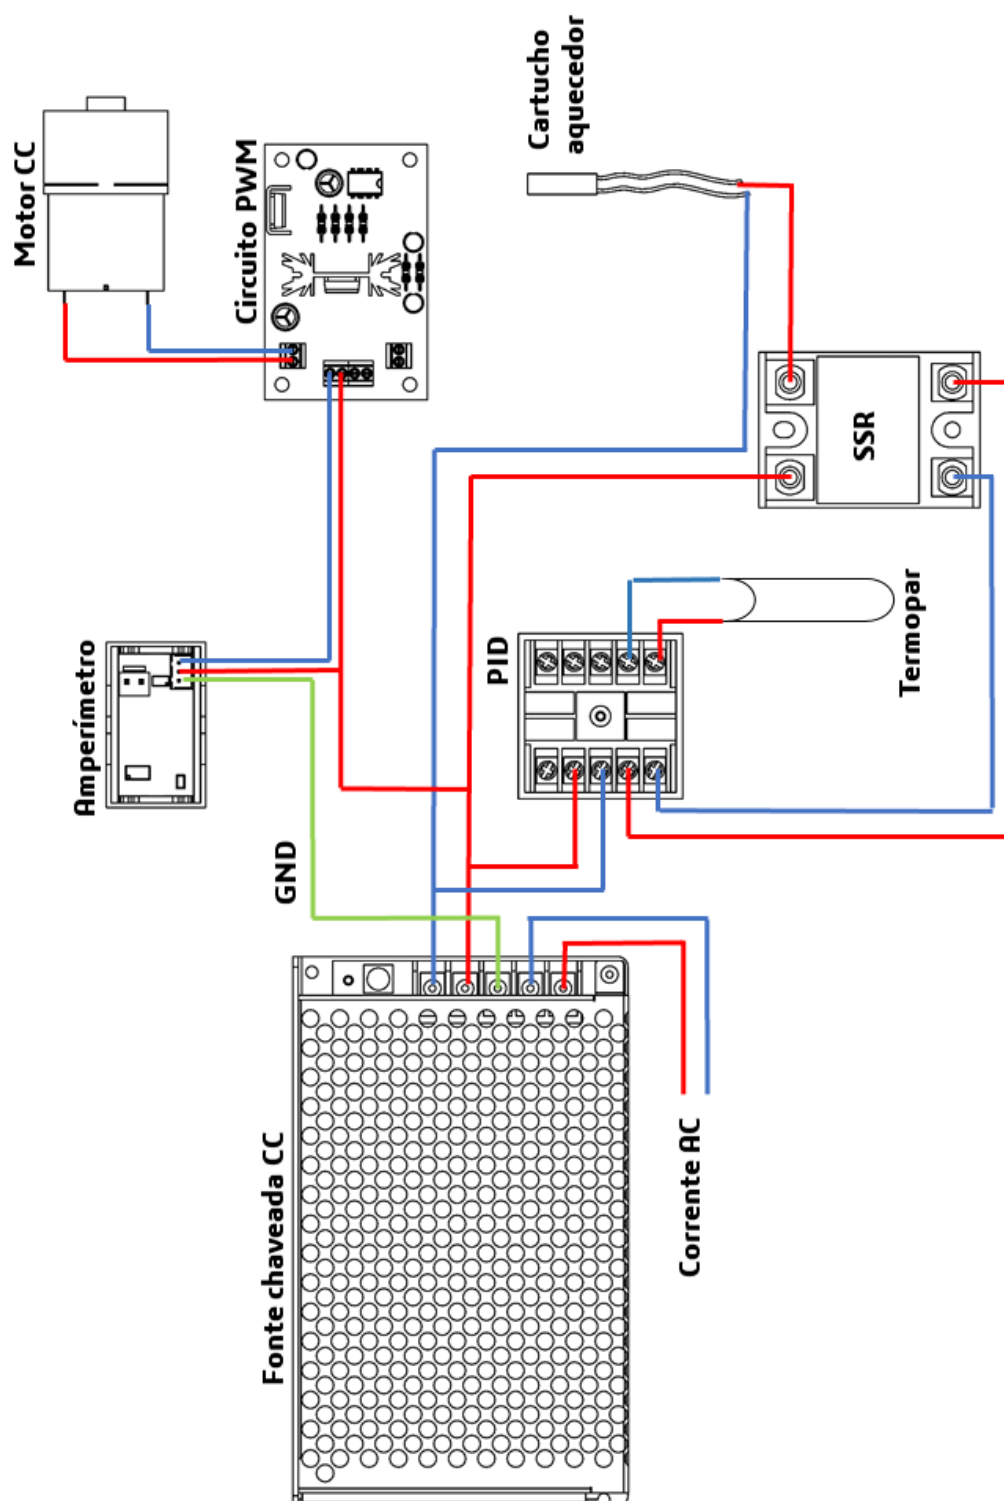 Motor CC
Circuito PWM
Cartucho
aquecedor
SSR
Amperímetro
PID
Termopar
GND
Fonte chaveada CC
Corrente AC